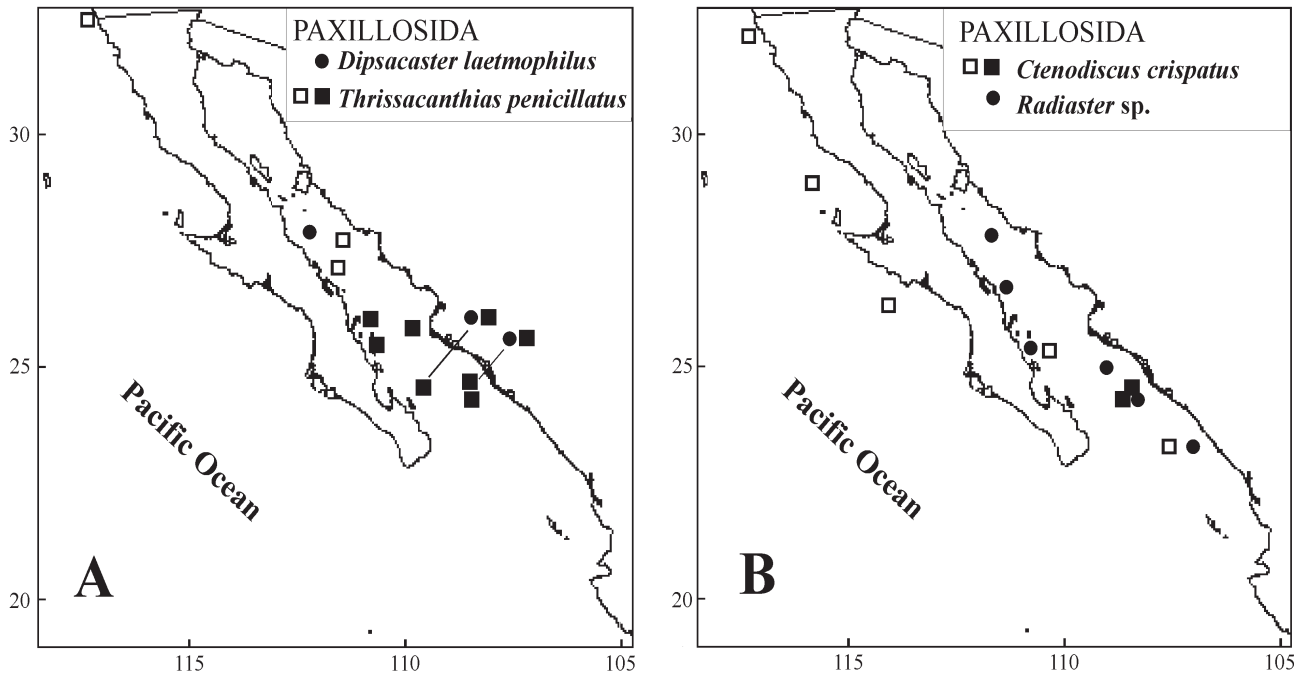 PAXILLOSIDA
Dipsacaster laetmophilus
Thrissacanthias penicillatus
30
25
20
115
110
105
Pacific Ocean
A
PAXILLOSIDA
Ctenodiscus crispatus
Radiaster sp.
30
25
20
115
110
105
Pacific Ocean
B